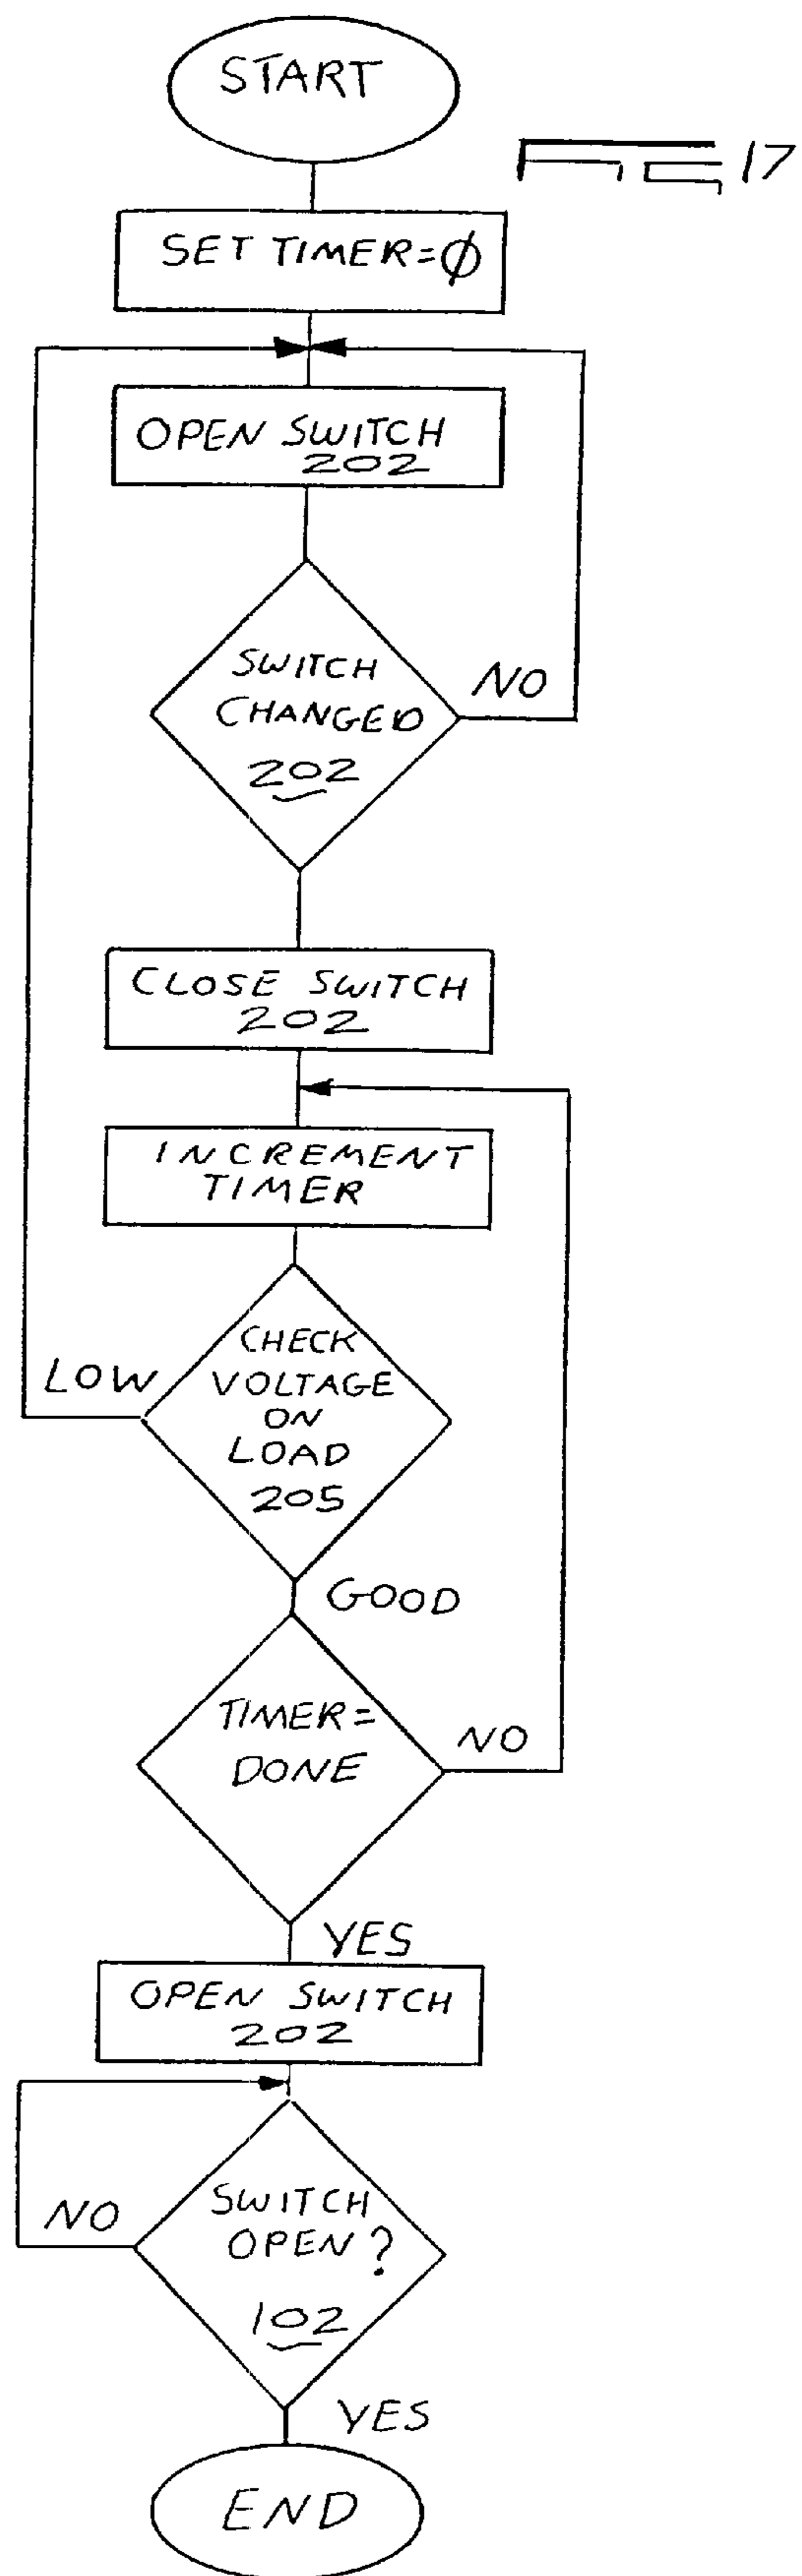 START
FIG 17
SET TIMER=Ø
OPEN SWITCH
202
SWITCH
CHANGED
202
NO
CLOSE SWITCH
202
INCREMENT
TIMER
CHECK
VOLTAGE
ON
LOAD
205
LOW
GOOD
TIMER=
DONE
NO
YES
OPEN SWITCH
202
SWITCH
OPEN?
102
NO
YES
END